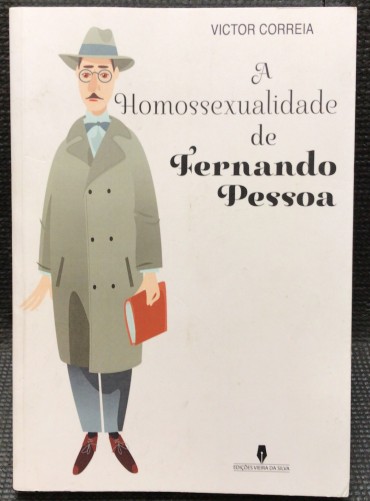 VICTOR CORREIA
A
Homossexualidade
de
Fernando
Pessoa
EDIÇÕES VIEIRA DA SILVA